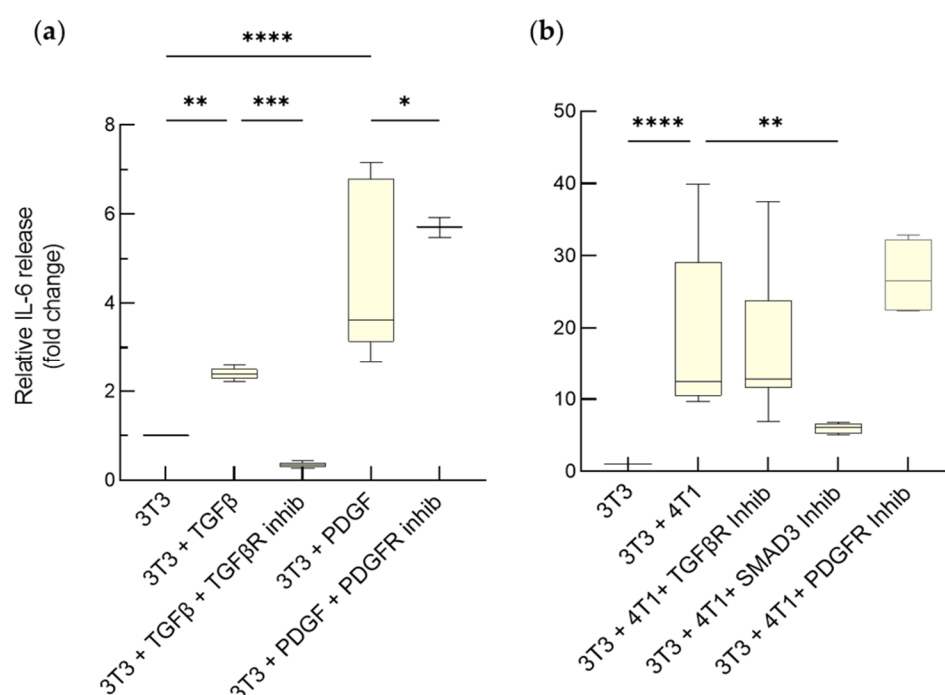 (a)
(b)
****
** *** *
**** **
Relative IL-6 release
(fold change)
8
6
4
2
0
50
40
30
20
10
0
3T3
3T3 + TGFβ
3T3 + TGFβ + TGFβR inhib
3T3 + PDGF
3T3 + PDGF + PDGFR inhib
3T3
3T3 + 4T1
3T3 + 4T1+ TGFβR Inhib
3T3 + 4T1+ SMAD3 Inhib
3T3 + 4T1+ PDGFR Inhib